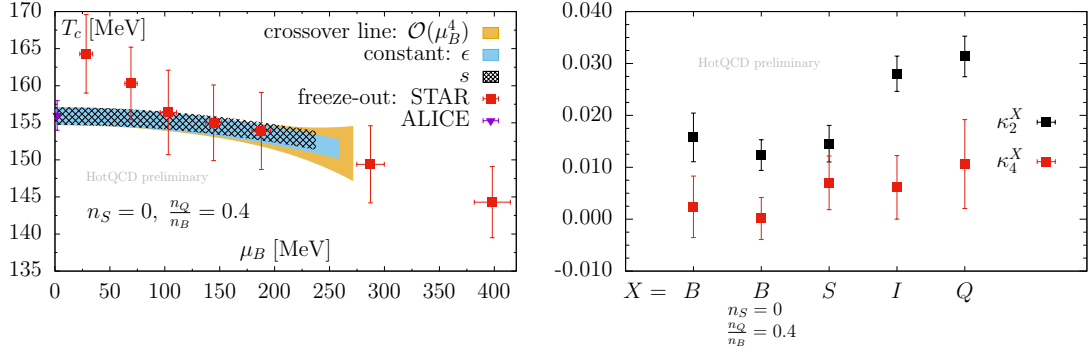 T_c [MeV]
170
165
160
155
150
145
140
135
crossover line: O(μ_B^4)
constant: ϵ
s
freeze-out: STAR
ALICE
HotQCD preliminary
n_S = 0, n_Q/n_B = 0.4
μ_B [MeV]
0 50 100 150 200 250 300 350 400
0.040
0.030
0.020
0.010
0.000
-0.010
HotQCD preliminary
κ_2^X
κ_4^X
X = B B S I Q
n_S = 0
n_Q/n_B = 0.4